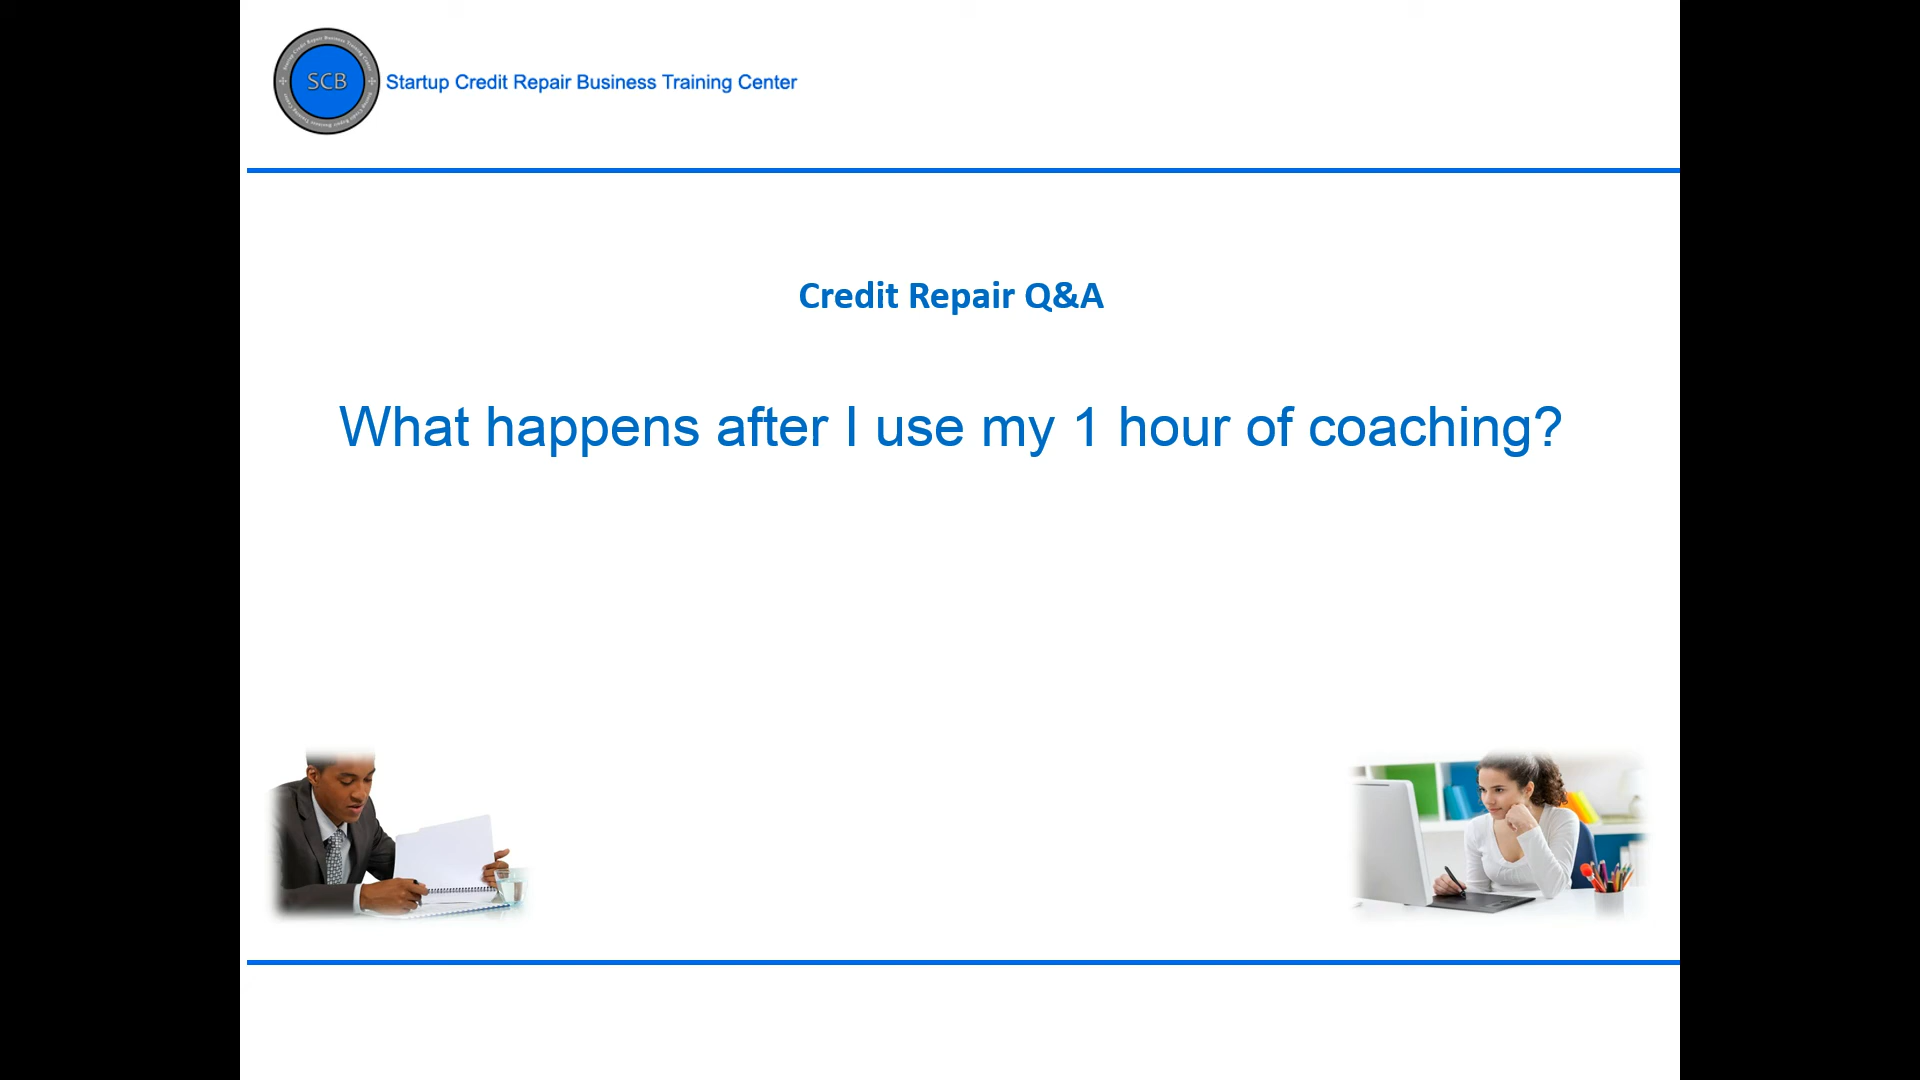 SCB
Startup Credit Repair Business Training Center
Credit Repair Q&A
What happens after I use my 1 hour of coaching?